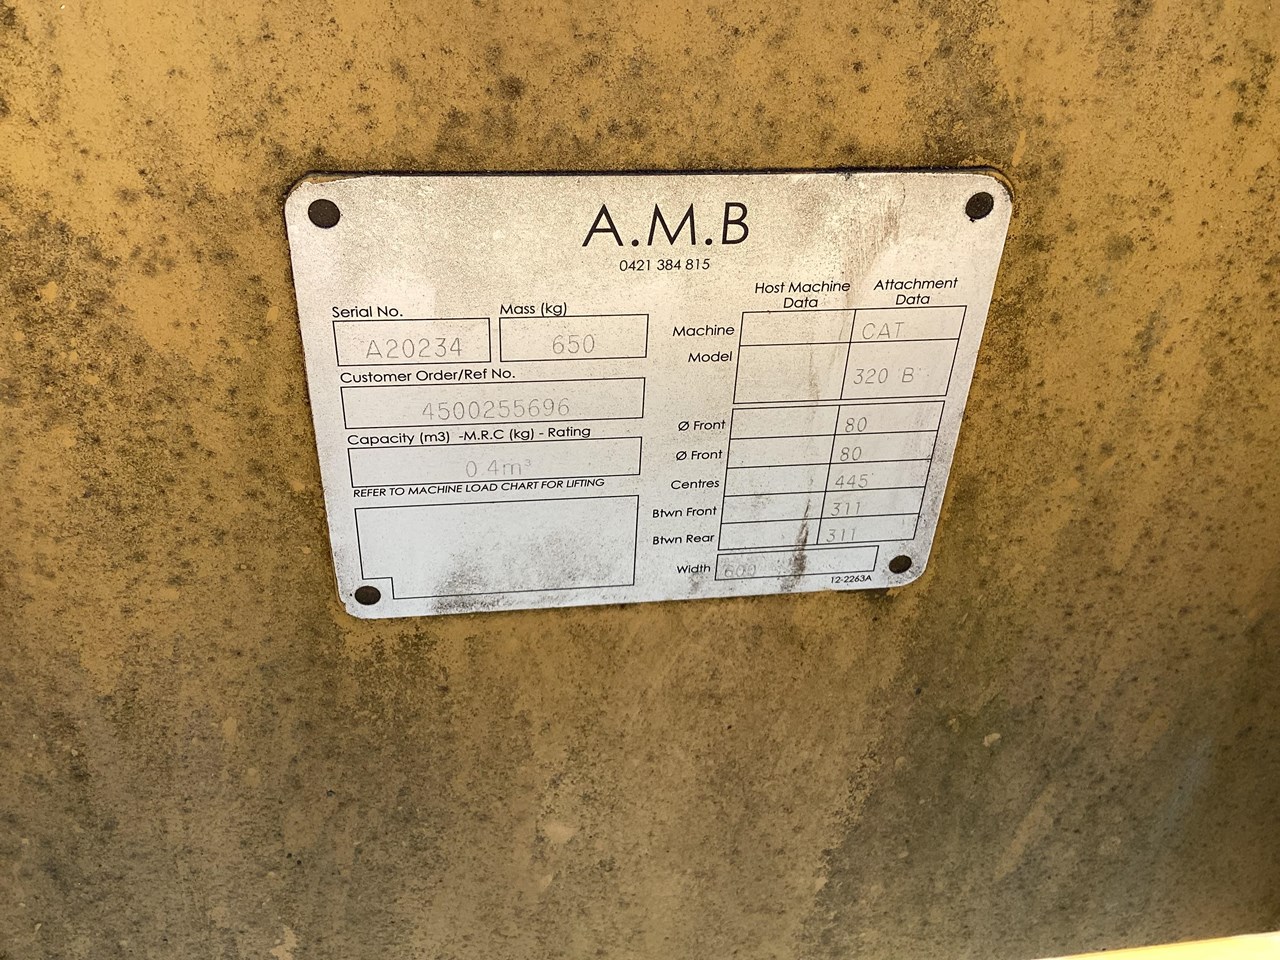 A.M.B
0421 384 815
Serial No.
A20234
Mass (kg)
650
Customer Order/Ref No.
4500255696
Capacity (m3) -M.R.C (kg) - Rating
0.4m³
REFER TO MACHINE LOAD CHART FOR LIFTING
Host Machine Data
Attachment Data
Machine CAT
Model 320 B
Ø Front 80
Ø Front 80
Centres 445
Btwn Front 311
Btwn Rear 311
Width 600
12-2263A